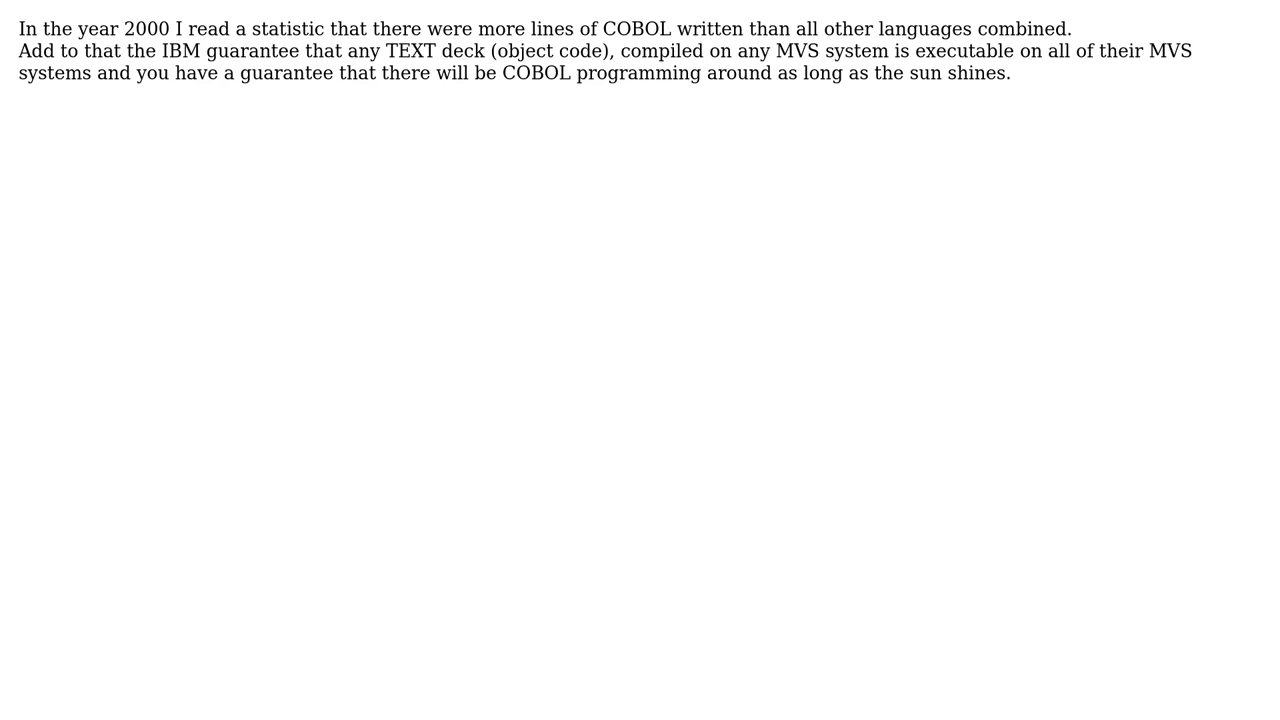 In the year 2000 I read a statistic that there were more lines of COBOL written than all other languages combined.
Add to that the IBM guarantee that any TEXT deck (object code), compiled on any MVS system is executable on all of their MVS
systems and you have a guarantee that there will be COBOL programming around as long as the sun shines.